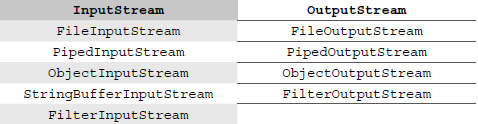 InputStream OutputStream
FileInputStream FileOutputStream
PipedInputStream PipedOutputStream
ObjectInputStream ObjectOutputStream
StringBufferInputStream FilterOutputStream
FilterInputStream